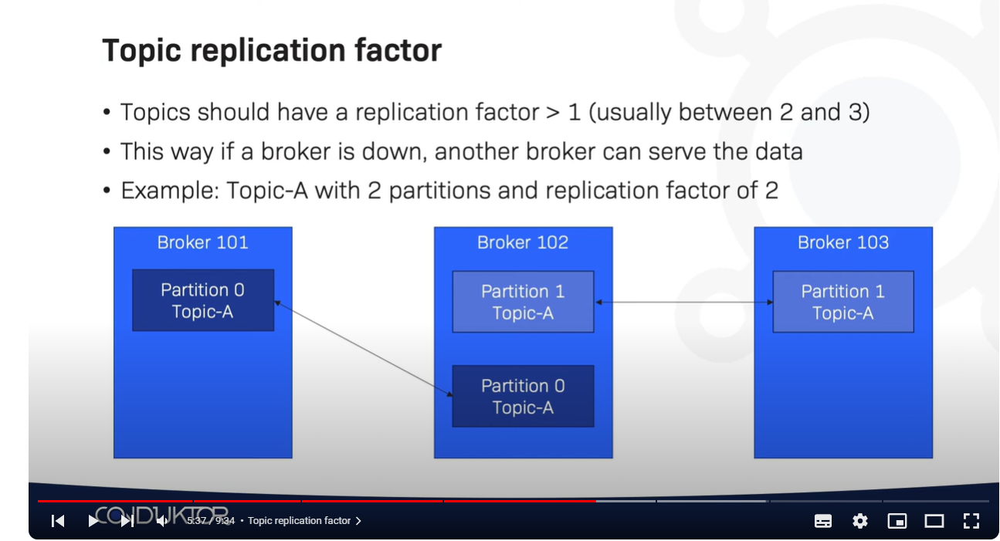 Topic replication factor
• Topics should have a replication factor > 1 (usually between 2 and 3)
• This way if a broker is down, another broker can serve the data
• Example: Topic-A with 2 partitions and replication factor of 2
Broker 101
Partition 0
Topic-A
Broker 102
Partition 1
Topic-A
Partition 0
Topic-A
Broker 103
Partition 1
Topic-A
CONDUKTOR
5:37 / 9:34 • Topic replication factor